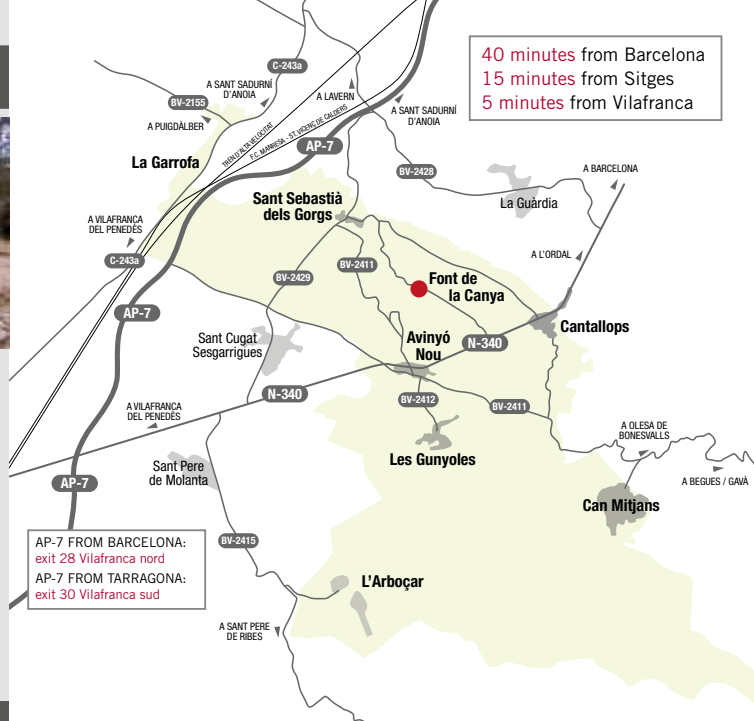 40 minutes from Barcelona
15 minutes from Sitges
5 minutes from Vilafranca
C-243a
A SANT SADURNÍ
D'ANOIA
BV-2155
A PUIGDÀLBER
A LAVERN
A SANT SADURNÍ
D'ANOIA
TREN D'ALTA VELOCITAT
F.C. MANRESA - ST. VICENÇ DE CALDERS
AP-7
La Garrofa
BV-2428
A BARCELONA
La Guàrdia
Sant Sebastià
dels Gorgs
A VILAFRANCA
DEL PENEDÈS
C-243a
A L'ORDAL
BV-2429
BV-2411
Font de
la Canya
AP-7
Cantallops
Sant Cugat
Sesgarrigues
Avinyó
Nou
N-340
N-340
BV-2412
BV-2411
A VILAFRANCA
DEL PENEDÈS
A OLESA DE
BONESVALLS
Les Gunyoles
Sant Pere
de Molanta
AP-7
A BEGUES / GAVÀ
Can Mitjans
AP-7 FROM BARCELONA:
exit 28 Vilafranca nord
AP-7 FROM TARRAGONA:
exit 30 Vilafranca sud
BV-2415
L'Arboçar
A SANT PERE
DE RIBES